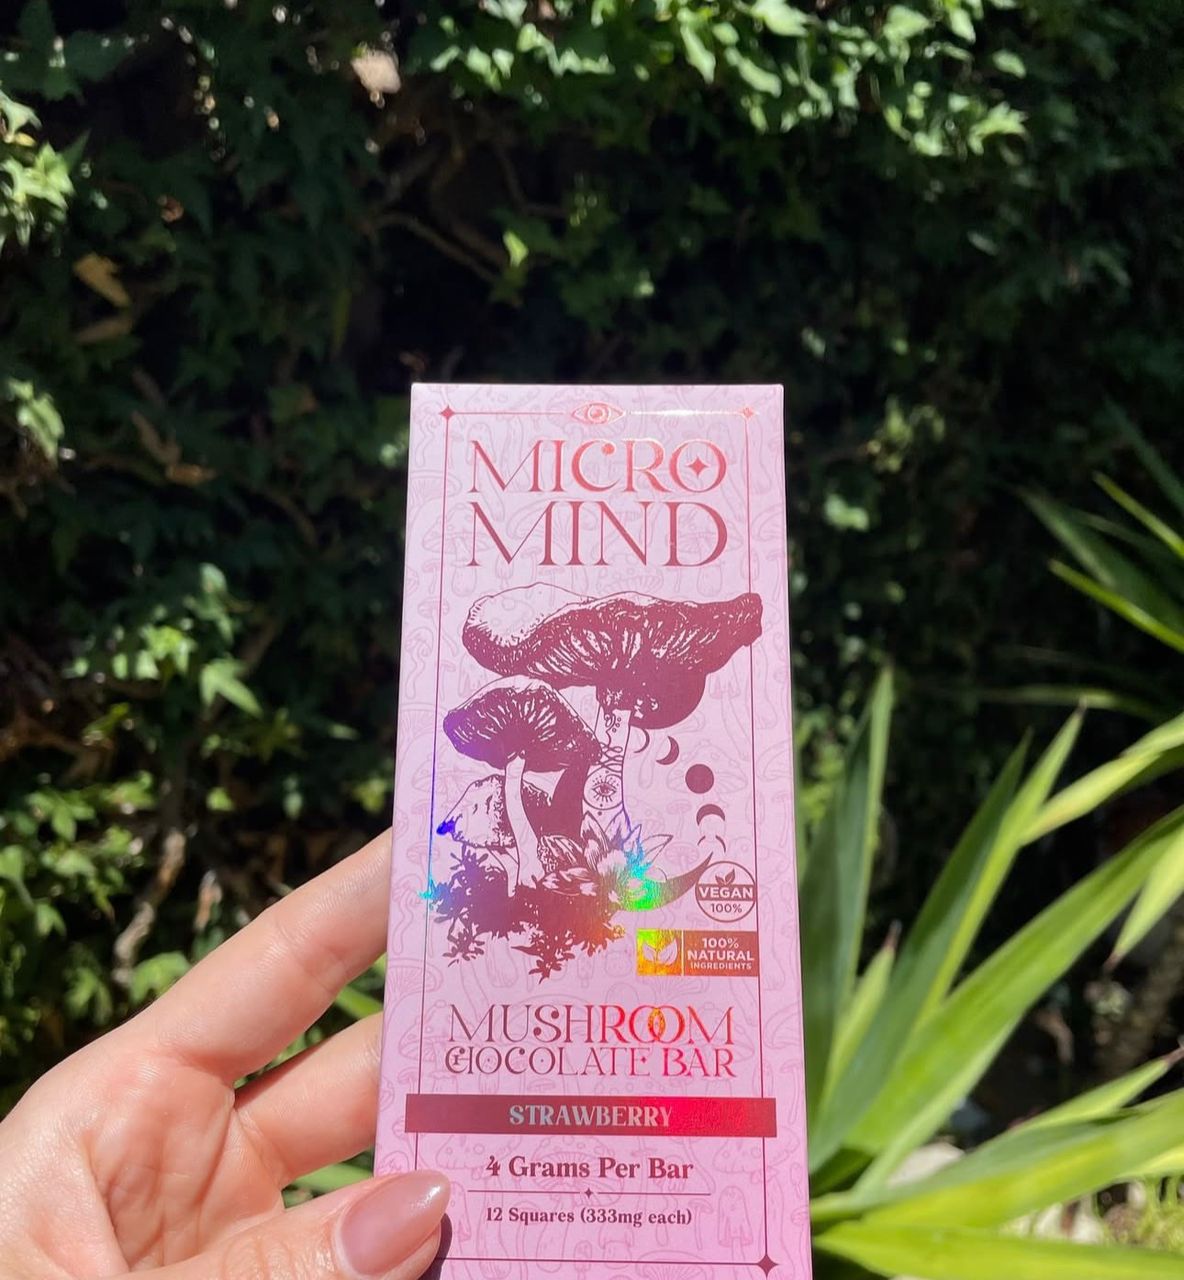 MICRO
MIND
VEGAN
100%
100%
NATURAL
INGREDIENTS
MUSHROOM
CHOCOLATE BAR
STRAWBERRY
4 Grams Per Bar
12 Squares (333mg each)